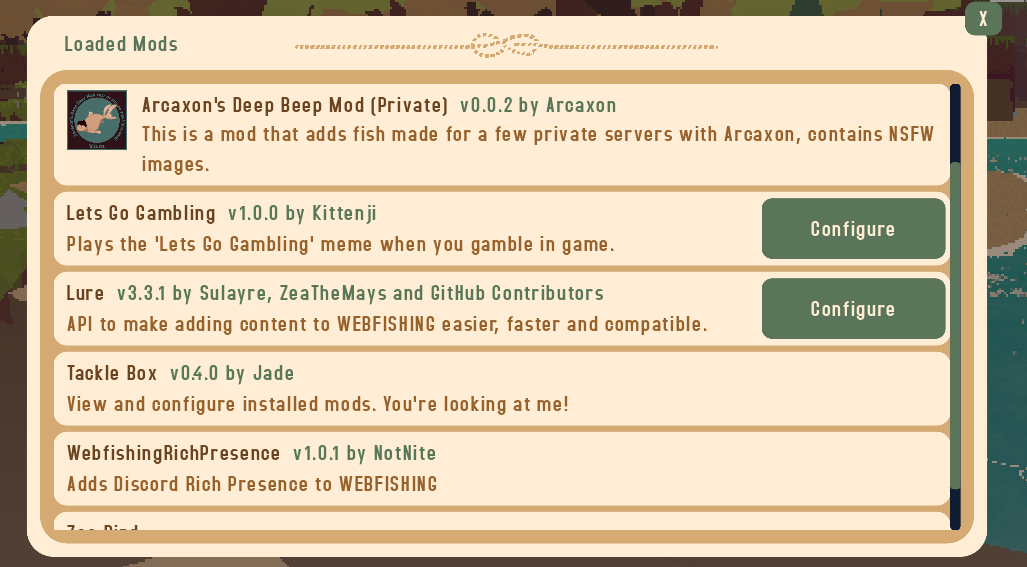 X
Loaded Mods
Arcaxon's Deep Beep Mod (Private) v0.0.2 by Arcaxon
This is a mod that adds fish made for a few private servers with Arcaxon, contains NSFW
images.
Lets Go Gambling v1.0.0 by Kittenji
Plays the 'Lets Go Gambling' meme when you gamble in game.
Configure
Lure v3.3.1 by Sulayre, ZeaTheMays and GitHub Contributors
API to make adding content to WEBFISHING easier, faster and compatible.
Configure
Tackle Box v0.4.0 by Jade
View and configure installed mods. You're looking at me!
WebfishingRichPresence v1.0.1 by NotNite
Adds Discord Rich Presence to WEBFISHING